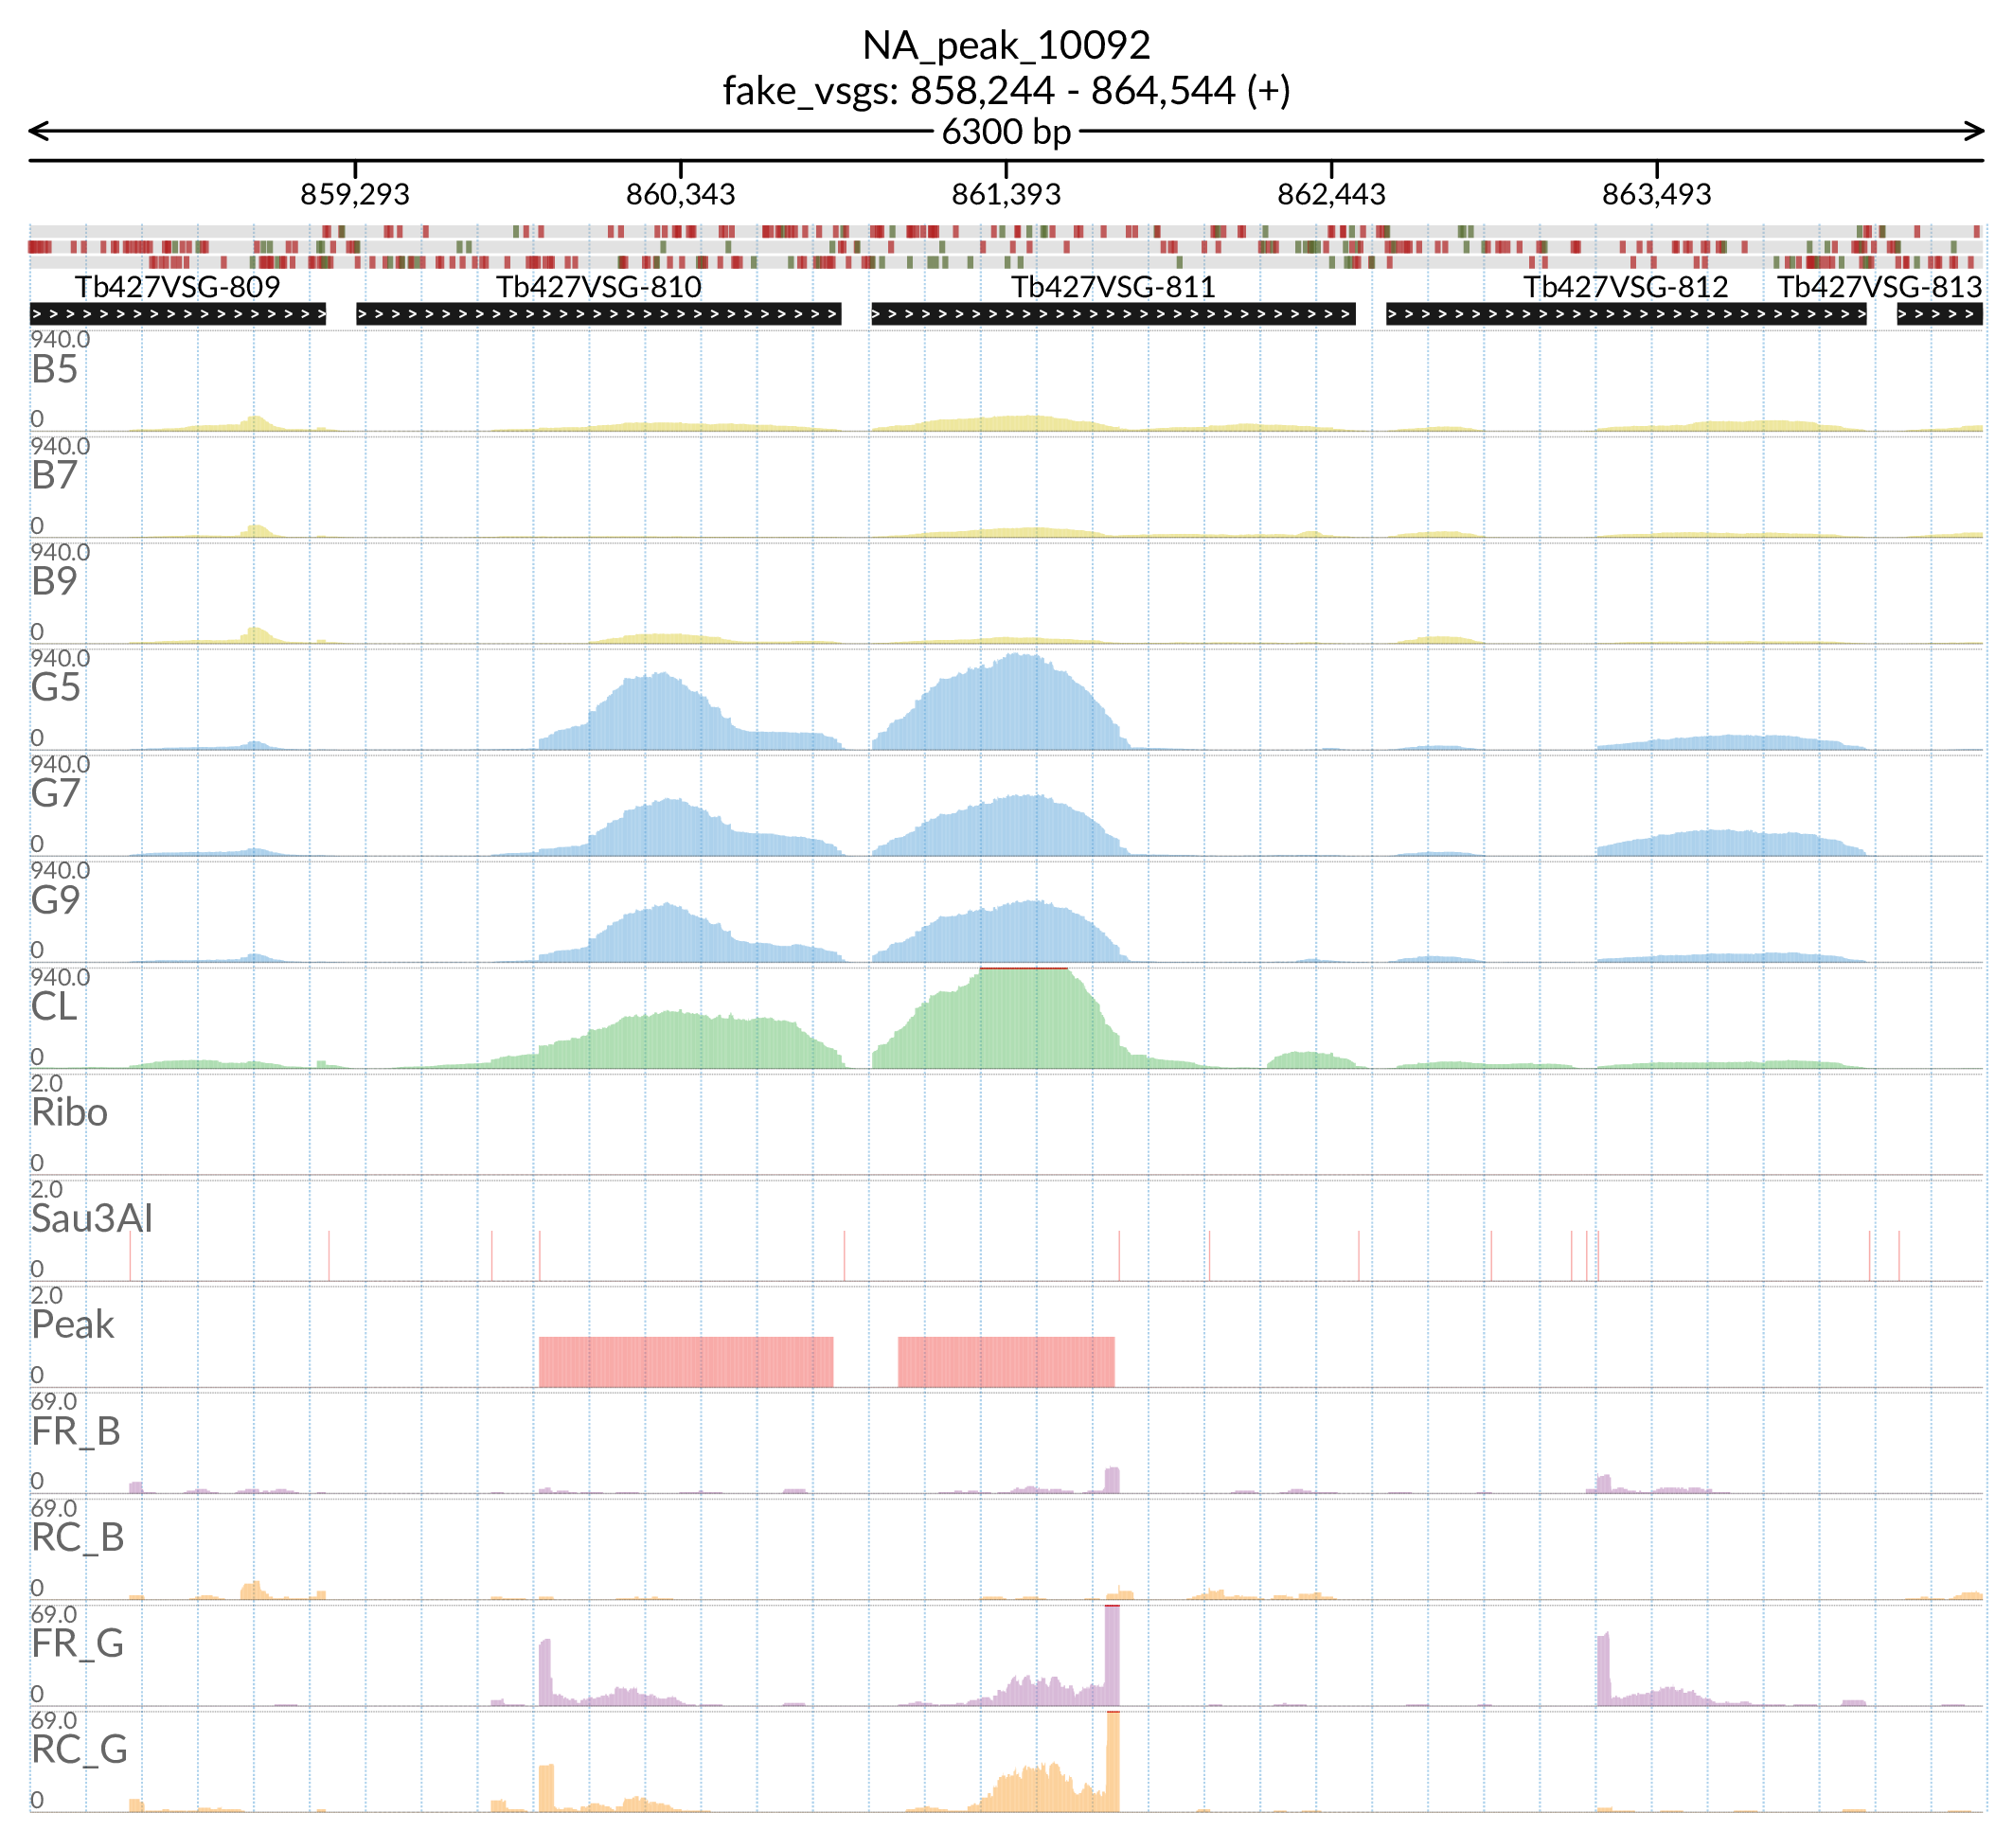 NA_peak_10092
fake_vsgs: 858,244 - 864,544 (+)
6300 bp
859,293 860,343 861,393 862,443 863,493
Tb427VSG-809 Tb427VSG-810 Tb427VSG-811 Tb427VSG-812 Tb427VSG-813
940.0
B5
0
940.0
B7
0
940.0
B9
0
940.0
G5
0
940.0
G7
0
940.0
G9
0
940.0
CL
0
2.0
Ribo
0
2.0
Sau3AI
0
2.0
Peak
0
69.0
FR_B
0
69.0
RC_B
0
69.0
FR_G
0
69.0
RC_G
0